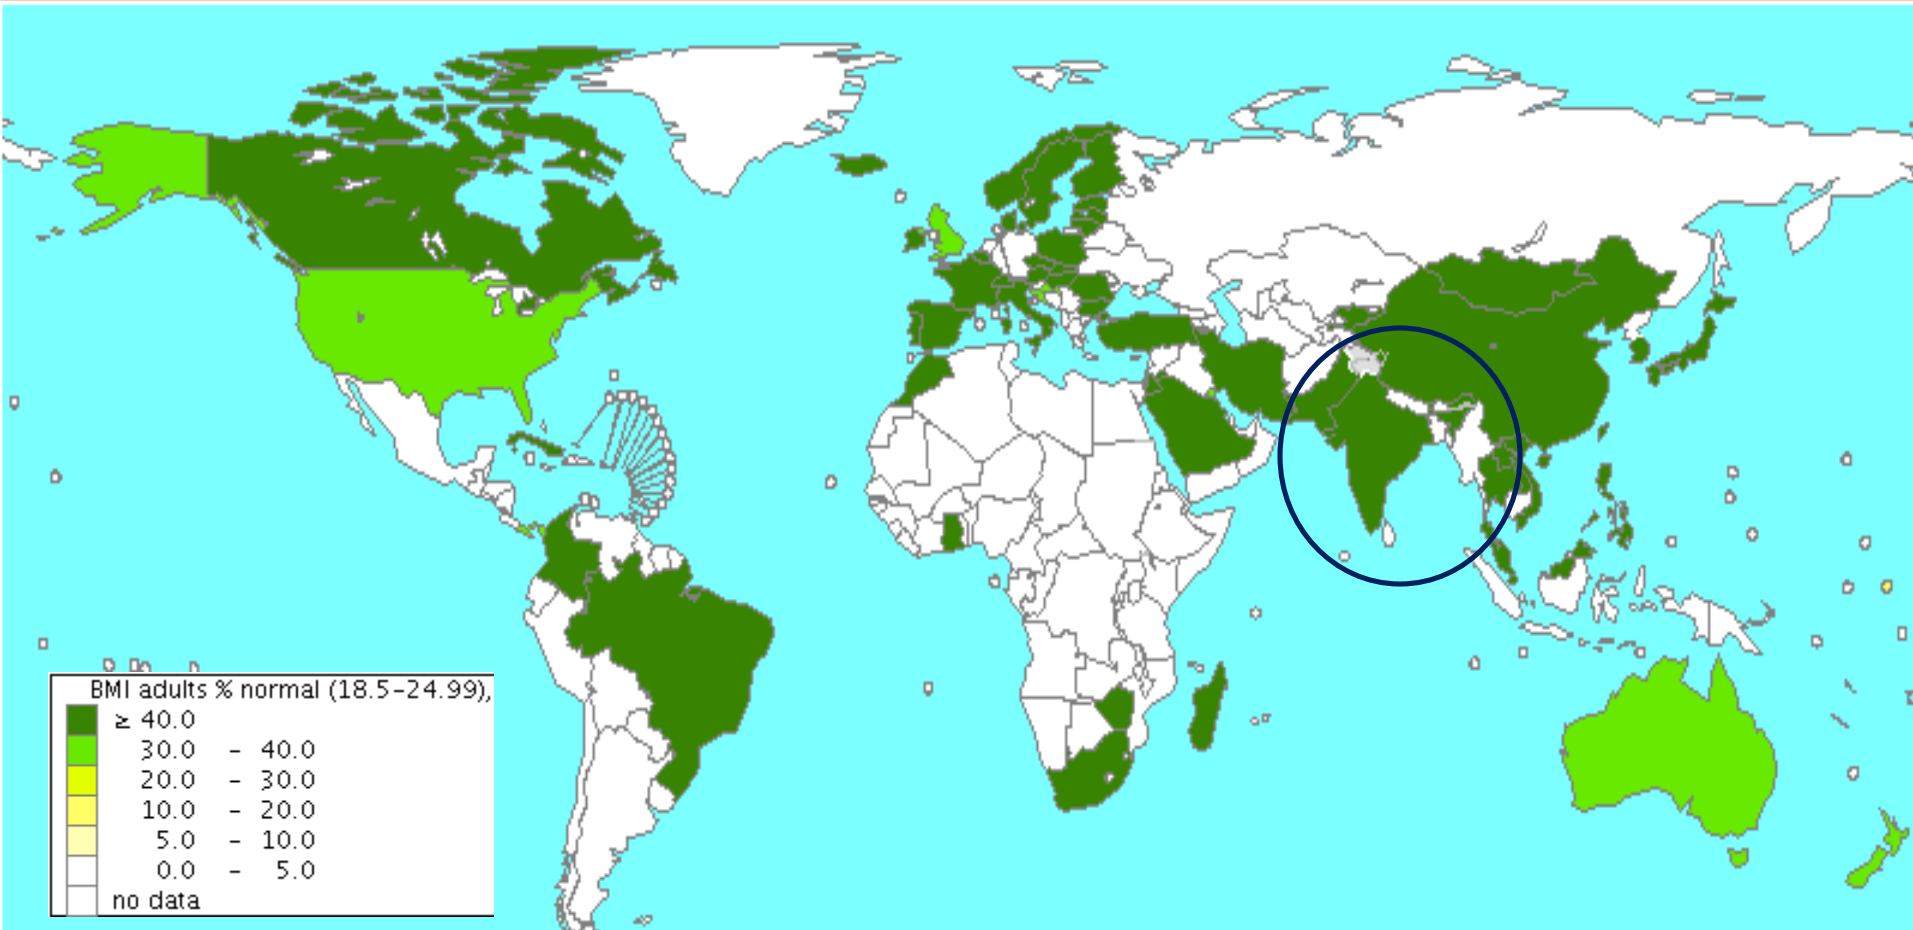 BMI adults % normal (18.5-24.99),
≥ 40.0
30.0 - 40.0
20.0 - 30.0
10.0 - 20.0
5.0 - 10.0
0.0 - 5.0
no data